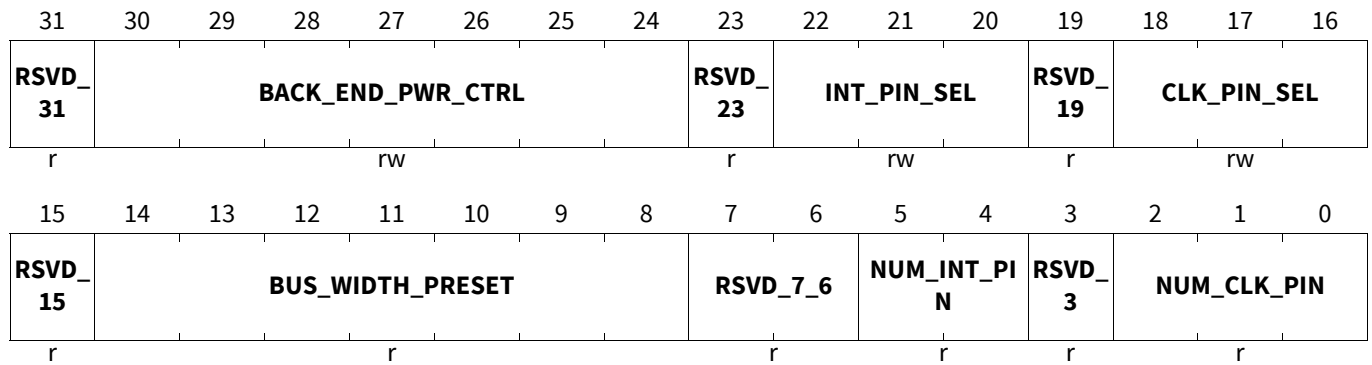 31 30 29 28 27 26 25 24 23 22 21 20 19 18 17 16
RSVD_ BACK_END_PWR_CTRL RSVD_ INT_PIN_SEL RSVD_ CLK_PIN_SEL
31 23 19
r rw r rw r rw
15 14 13 12 11 10 9 8 7 6 5 4 3 2 1 0
RSVD_ BUS_WIDTH_PRESET RSVD_7_6 NUM_INT_PI RSVD_ NUM_CLK_PIN
15 N 3
r r r r r r